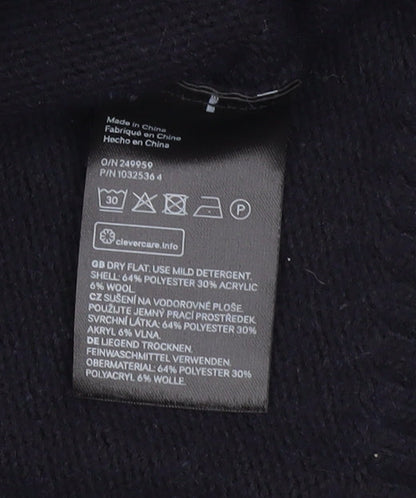 Made in China
Fabriqué en Chine
Hecho en China
O/N 249959
P/N 1032536 4
30 P
clevercare.info
GB DRY FLAT. USE MILD DETERGENT.
SHELL: 64% POLYESTER 30% ACRYLIC
6% WOOL.
CZ SUŠENÍ NA VODOROVNÉ PLOŠE.
POUŽIJTE JEMNÝ PRACÍ PROSTŘEDEK.
SVRCHNÍ LÁTKA: 64% POLYESTER 30%
AKRYL 6% VLNA.
DE LIEGEND TROCKNEN.
FEINWASCHMITTEL VERWENDEN.
OBERMATERIAL: 64% POLYESTER 30%
POLYACRYL 6% WOLLE.